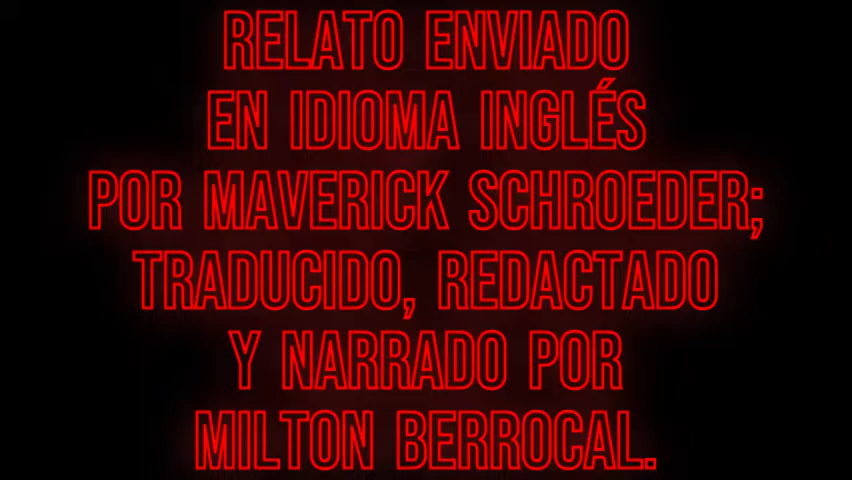 RELATO ENVIADO
EN IDIOMA INGLÉS
POR MAVERICK SCHROEDER;
TRADUCIDO, REDACTADO
Y NARRADO POR
MILTON BERROCAL.